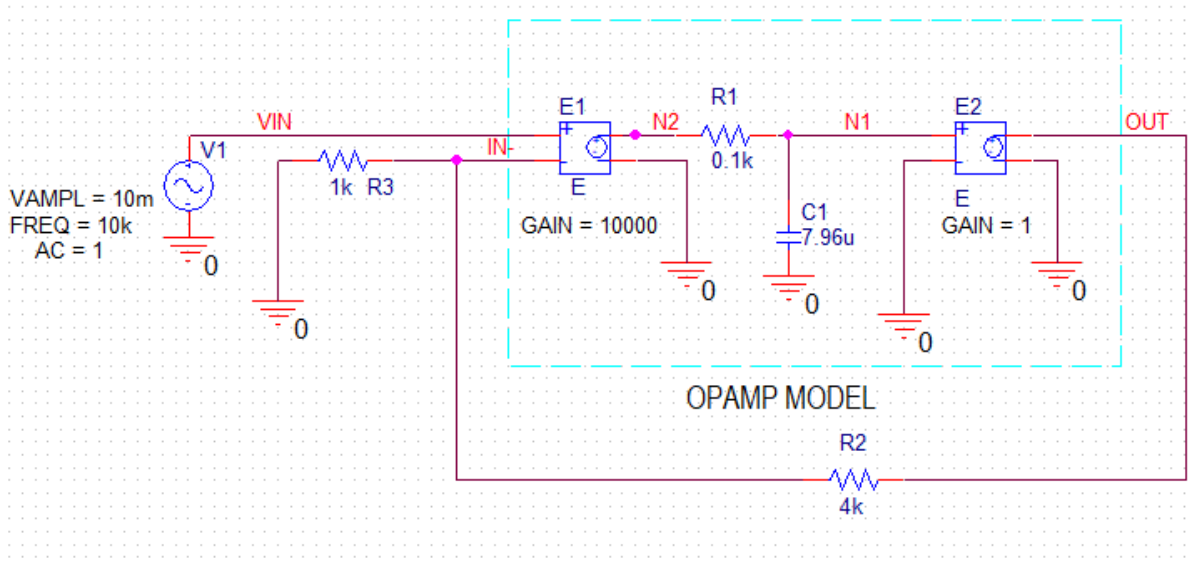 R1
E1
E2
VIN
N2
N1
OUT
V1
IN-
1k R3
E
0.1k
E
VAMPL = 10m
FREQ = 10k
AC = 1
C1
7.96u
GAIN = 10000
GAIN = 1
0
0
0
0
0
0
OPAMP MODEL
R2
4k